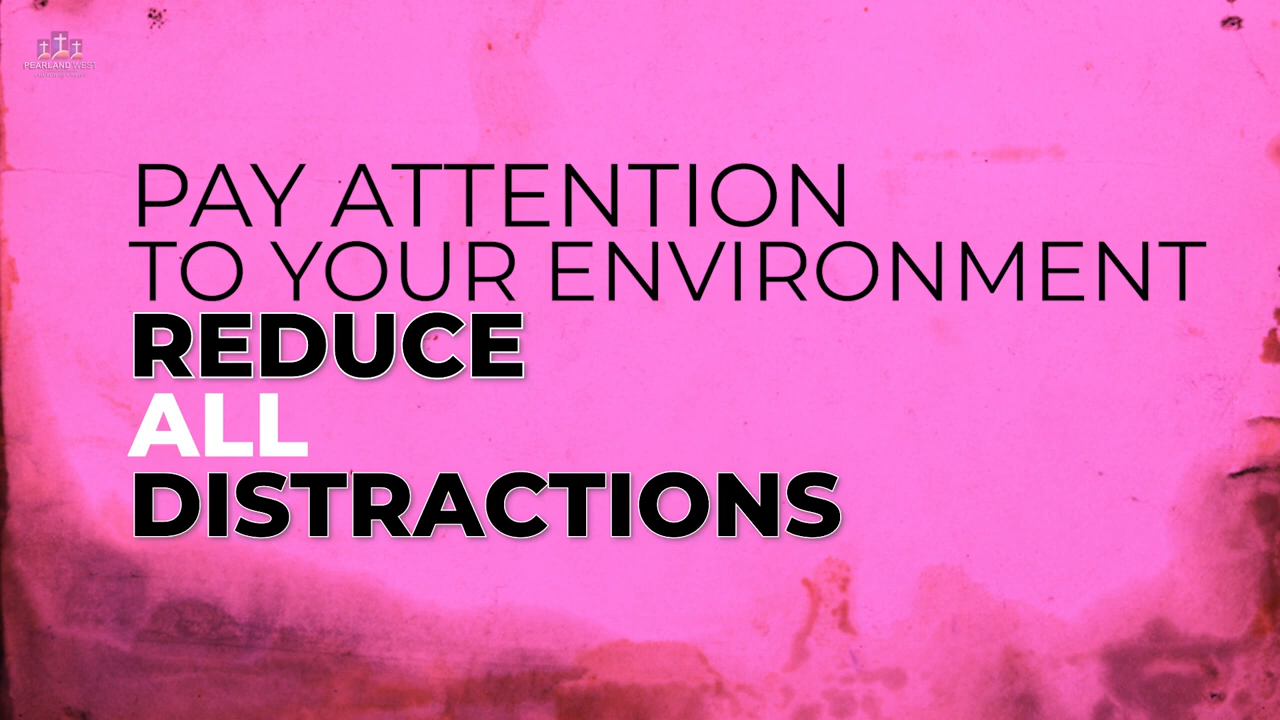 PEARLAND WEST
PAY ATTENTION
TO YOUR ENVIRONMENT
REDUCE
ALL
DISTRACTIONS